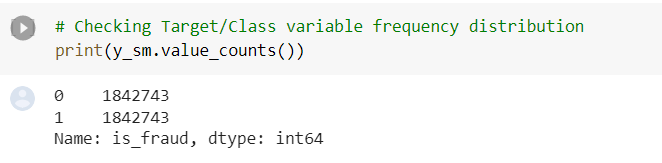 # Checking Target/Class variable frequency distribution
print(y_sm.value_counts())
0    1842743
1    1842743
Name: is_fraud, dtype: int64